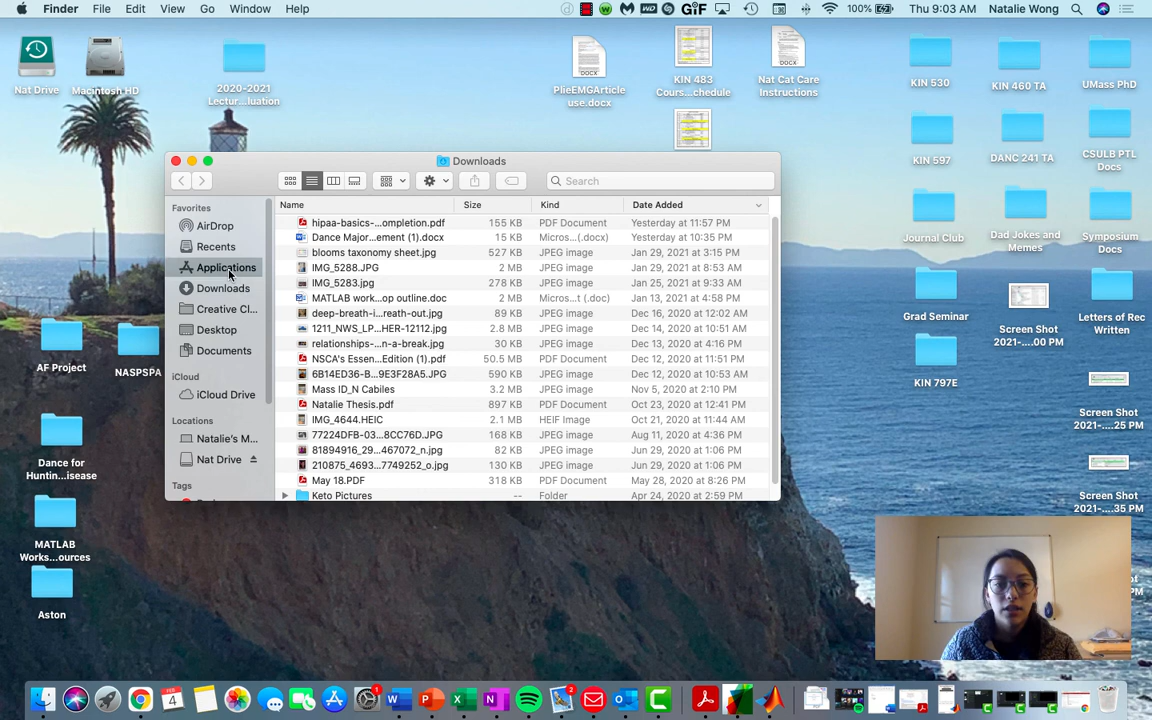 Finder File Edit View Go Window Help
GiF 100% Thu 9:03 AM Natalie Wong
Nat Drive
Macintosh HD
2020-2021
Lectur...luation
PlieEMGArticle
use.docx
KIN 483
Cours...chedule
Nat Cat Care
Instructions
KIN 530
KIN 460 TA
UMass PhD
KIN 597
DANC 241 TA
CSULB PTL
Docs
Journal Club
Dad Jokes and
Memes
Symposium
Docs
Grad Seminar
Screen Shot
2021-....00 PM
Letters of Rec
Written
KIN 797E
Screen Shot
2021-....25 PM
Screen Shot
2021-....35 PM
AF Project
NASPSPA
Dance for
Huntin...isease
MATLAB
Works...ources
Aston
Downloads
Search
Favorites
AirDrop
Recents
Applications
Downloads
Creative Cl...
Desktop
Documents
iCloud
iCloud Drive
Locations
Natalie's M...
Nat Drive
Tags
Name Size Kind Date Added
hipaa-basics-...ompletion.pdf 155 KB PDF Document Yesterday at 11:57 PM
Dance Major...ement (1).docx 15 KB Micros...(.docx) Yesterday at 10:35 PM
blooms taxonomy sheet.jpg 527 KB JPEG image Jan 29, 2021 at 3:15 PM
IMG_5288.JPG 2 MB JPEG image Jan 29, 2021 at 8:53 AM
IMG_5283.jpg 278 KB JPEG image Jan 25, 2021 at 9:33 AM
MATLAB work...op outline.doc 2 MB Micros...t (.doc) Jan 13, 2021 at 4:58 PM
deep-breath-i...reath-out.jpg 89 KB JPEG image Dec 16, 2020 at 12:02 AM
1211_NWS_LP...HER-12112.jpg 2.8 MB JPEG image Dec 14, 2020 at 10:51 AM
relationships-...n-a-break.jpg 30 KB JPEG image Dec 13, 2020 at 4:16 PM
NSCA's Essen...Edition (1).pdf 50.5 MB PDF Document Dec 12, 2020 at 11:51 PM
6B14ED36-B...9E3F28A5.JPG 590 KB JPEG image Dec 12, 2020 at 10:53 AM
Mass ID_N Cabiles 3.2 MB JPEG image Nov 5, 2020 at 2:10 PM
Natalie Thesis.pdf 897 KB PDF Document Oct 23, 2020 at 12:41 PM
IMG_4644.HEIC 2.1 MB HEIF Image Oct 21, 2020 at 11:44 AM
77224DFB-03...8CC76D.JPG 168 KB JPEG image Aug 11, 2020 at 4:36 PM
81894916_29...467072_n.jpg 82 KB JPEG image Jun 29, 2020 at 1:06 PM
210875_4693...7749252_o.jpg 130 KB JPEG image Jun 29, 2020 at 1:06 PM
May 18.PDF 318 KB PDF Document May 28, 2020 at 8:26 PM
Keto Pictures -- Folder Apr 24, 2020 at 2:59 PM